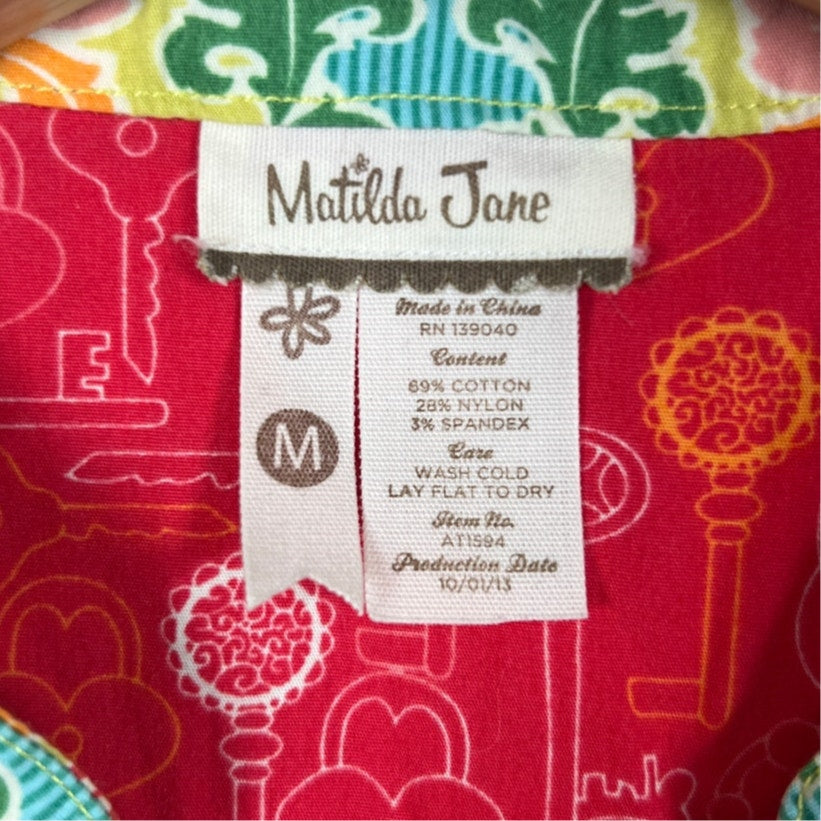 Matilda Jane
M
Made in China
RN 139040
Content
69% COTTON
28% NYLON
3% SPANDEX
Care
WASH COLD
LAY FLAT TO DRY
Item No.
AT1594
Production Date
10/01/13